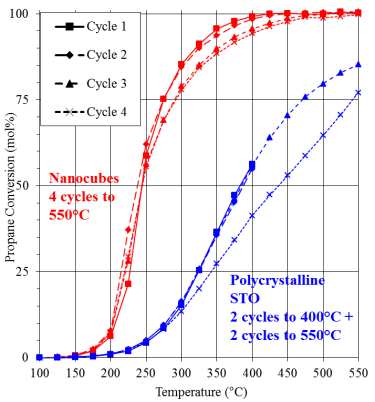 100
75
50
25
0
Propane Conversion (mol%)
Cycle 1
Cycle 2
Cycle 3
Cycle 4
Nanocubes
4 cycles to
550°C
Polycrystalline
STO
2 cycles to 400°C +
2 cycles to 550°C
100 150 200 250 300 350 400 450 500 550
Temperature (°C)